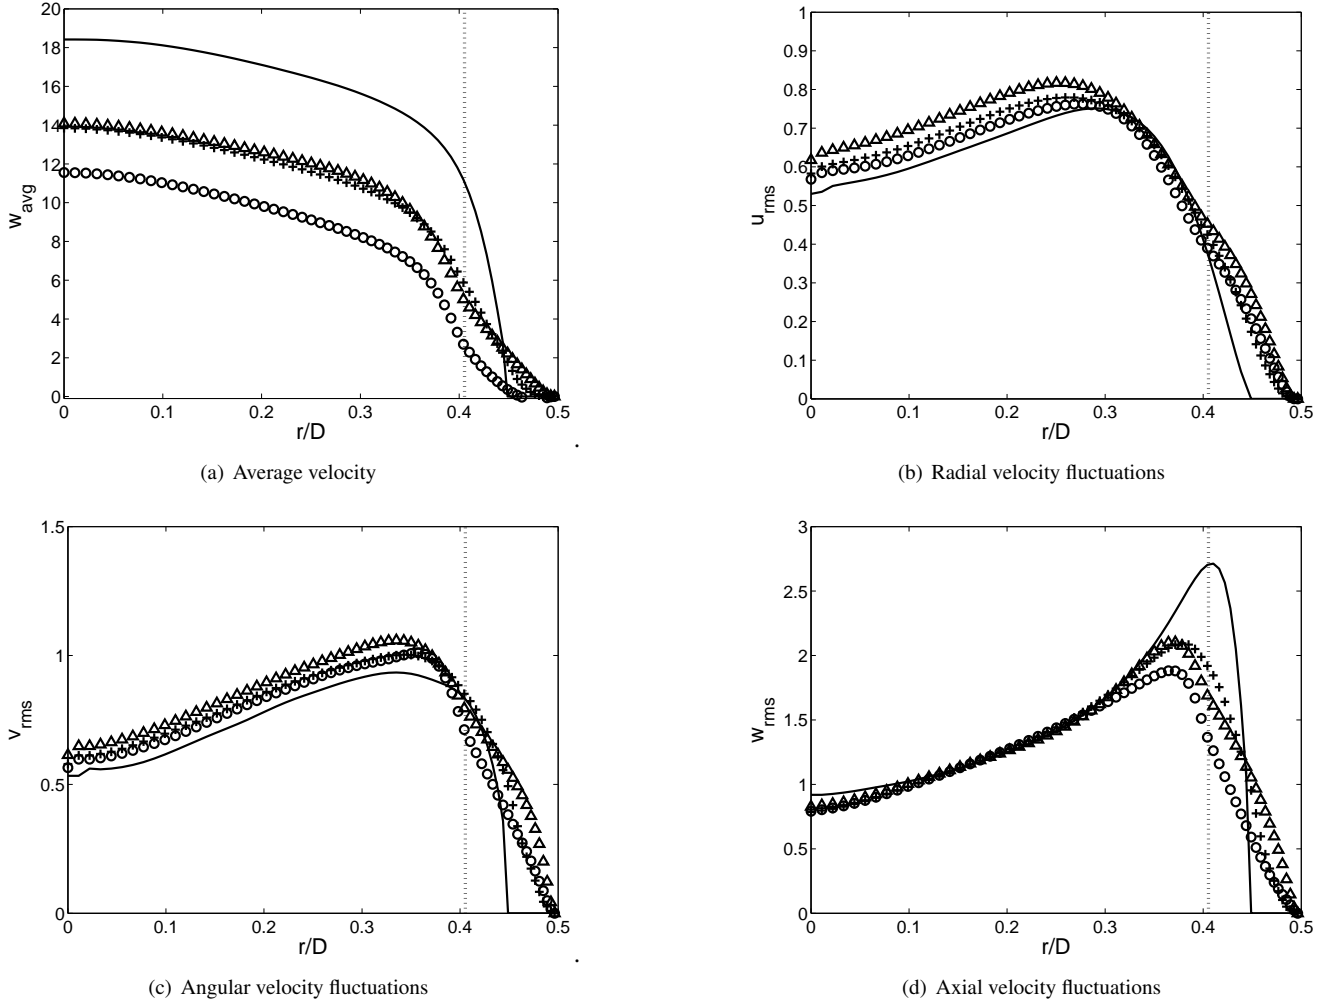 20
18
16
14
12
10
8
6
4
2
0
w_avg
0 0.1 0.2 0.3 0.4 0.5
r/D
.
(a) Average velocity
1
0.9
0.8
0.7
0.6
0.5
0.4
0.3
0.2
0.1
0
u_rms
0 0.1 0.2 0.3 0.4 0.5
r/D
(b) Radial velocity fluctuations
1.5
1
0.5
0
v_rms
0 0.1 0.2 0.3 0.4 0.5
r/D
.
(c) Angular velocity fluctuations
3
2.5
2
1.5
1
0.5
0
w_rms
0 0.1 0.2 0.3 0.4 0.5
r/D
(d) Axial velocity fluctuations